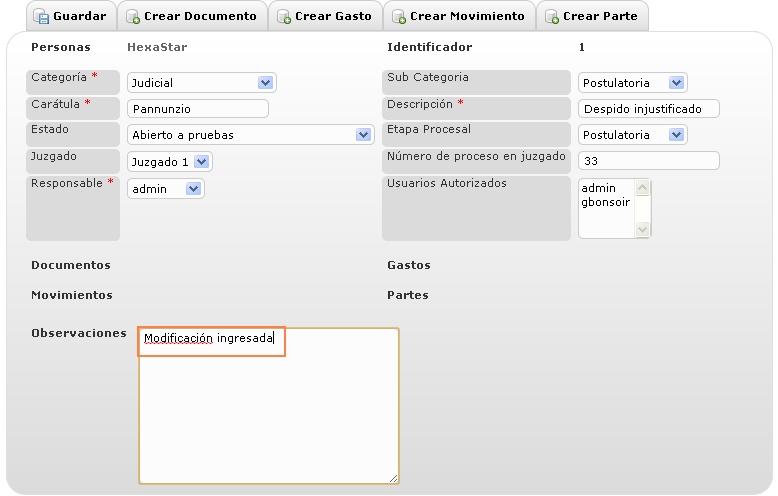 Guardar Crear Documento Crear Gasto Crear Movimiento Crear Parte
Personas HexaStar Identificador 1
Categoría * Judicial Sub Categoria Postulatoria
Carátula * Pannunzio Descripción * Despido injustificado
Estado Abierto a pruebas Etapa Procesal Postulatoria
Juzgado Juzgado 1 Número de proceso en juzgado 33
Responsable * admin Usuarios Autorizados admin
gbonsoir
Documentos Gastos
Movimientos Partes
Observaciones Modificación ingresada